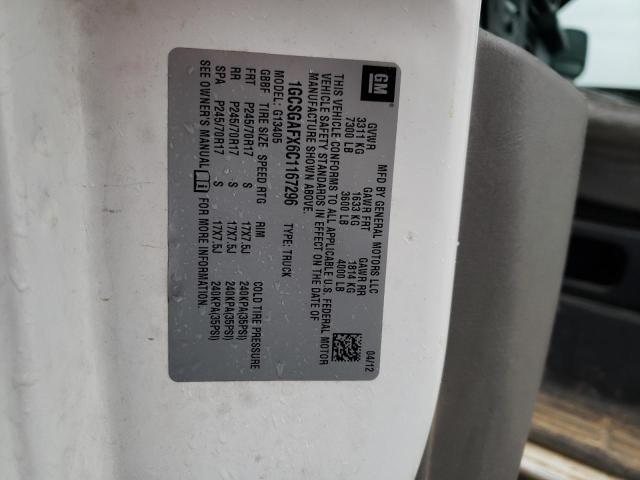 GM
MFD BY GENERAL MOTORS LLC
04/12
GVWR GAWR FRT GAWR RR
3311 KG 1633 KG 1814 KG
7300 LB 3600 LB 4000 LB
THIS VEHICLE CONFORMS TO ALL APPLICABLE U.S. FEDERAL MOTOR
VEHICLE SAFETY STANDARDS IN EFFECT ON THE DATE OF
MANUFACTURE SHOWN ABOVE.
1GCSGAFX6C1167296 TYPE: TRUCK
MODEL: G13405
GBBF TIRE SIZE SPEED RTG RIM COLD TIRE PRESSURE
FRT P245/70R17 S 17X7.5J 240KPA(35PSI)
RR P245/70R17 S 17X7.5J 240KPA(35PSI)
SPA P245/70R17 S 17X7.5J 240KPA(35PSI)
SEE OWNER'S MANUAL i FOR MORE INFORMATION.